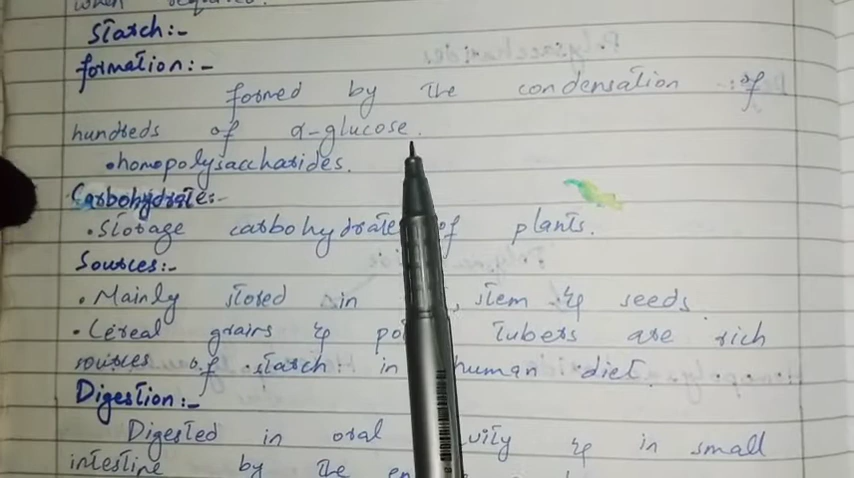 when required.
Starch:-
formation:-
formed by the condensation of
hundreds of α-glucose.
•homopolysaccharides.
Carbohydrate:-
•Storage carbohydrate of plants.
Sources:-
•Mainly stored in , stem & seeds.
•Cereal grains & tubers are rich
sources of starch in human diet.
Digestion:-
Digested in oral & in small
intestine by the